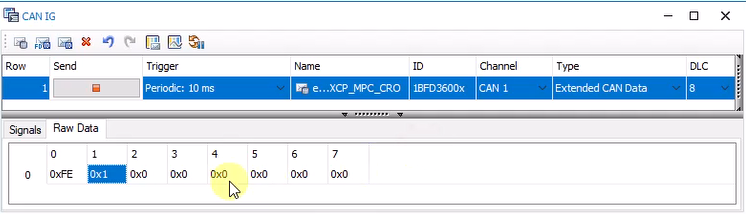 CAN IG
Row Send Trigger Name ID Channel Type DLC
1 Periodic: 10 ms e...XCP_MPC_CRO 1BFD3600x CAN 1 Extended CAN Data 8
Signals Raw Data
0 1 2 3 4 5 6 7
0 0xFE 0x1 0x0 0x0 0x0 0x0 0x0 0x0